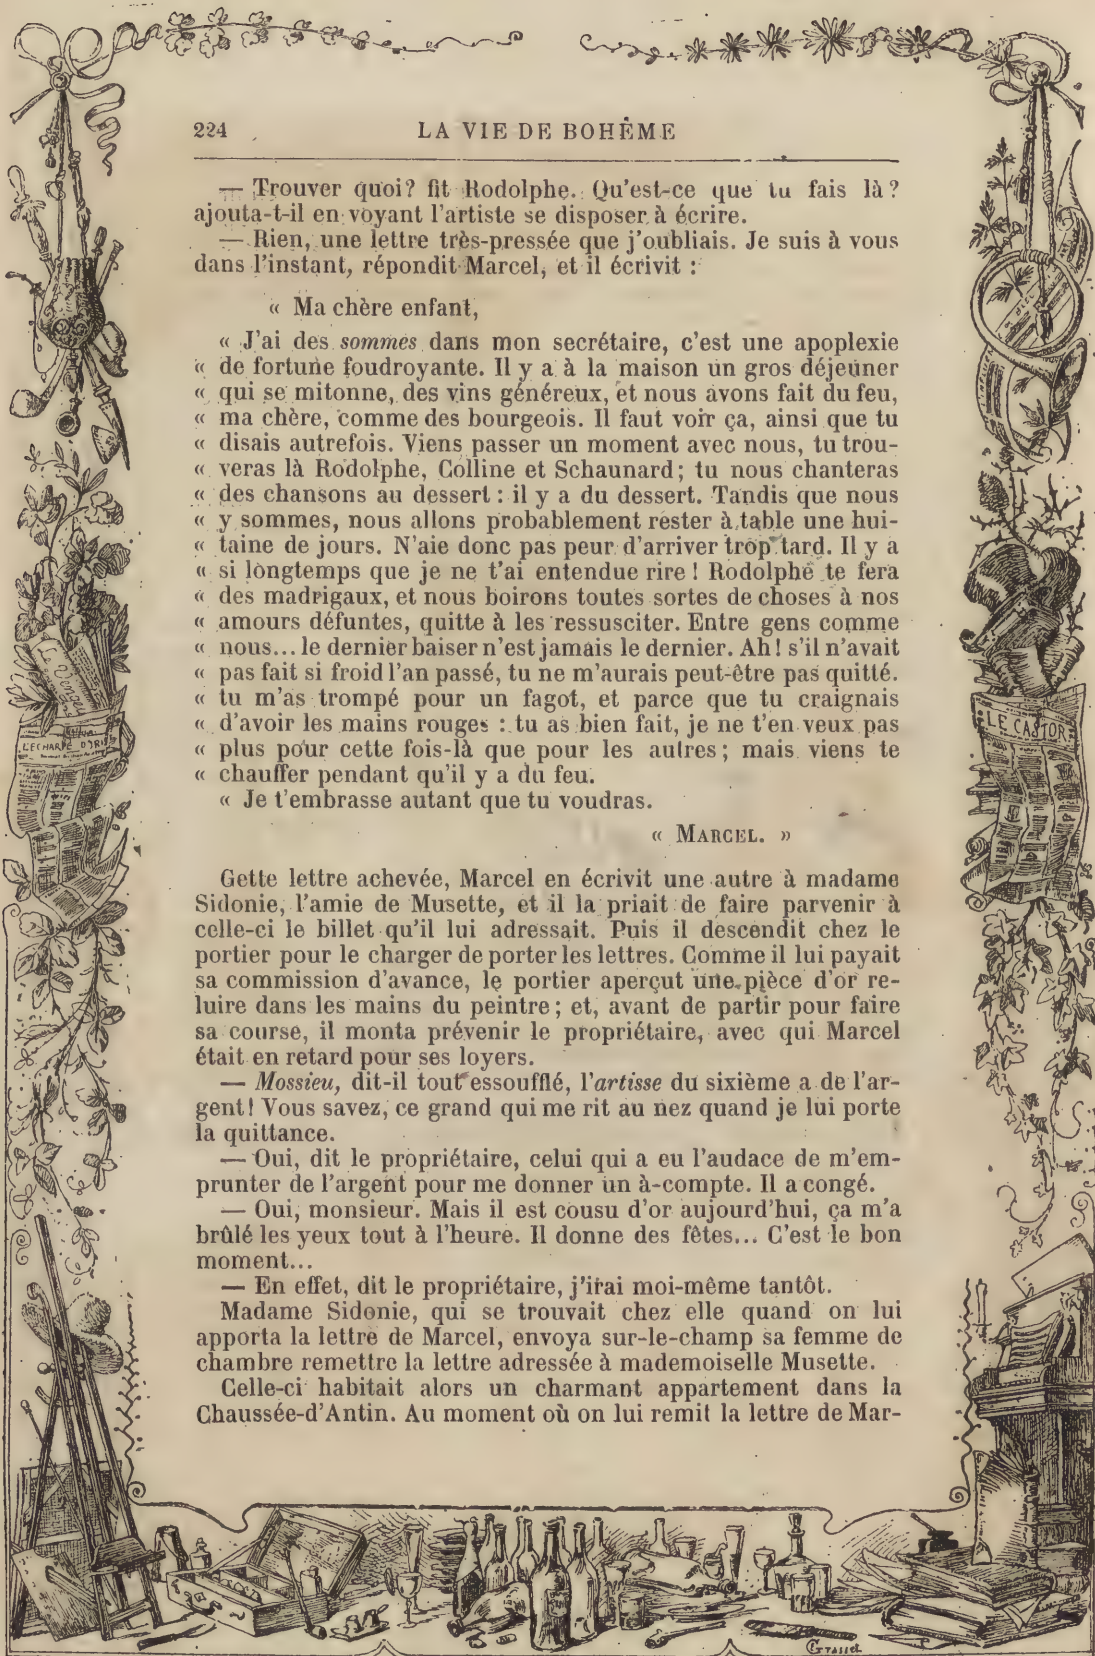 224 LA VIE DE BOHÊME
— Trouver quoi? fit Rodolphe. Qu'est-ce que tu fais là?
ajouta-t-il en voyant l'artiste se disposer à écrire.
— Rien, une lettre très-pressée que j'oubliais. Je suis à vous
dans l'instant, répondit Marcel, et il écrivit :
« Ma chère enfant,
« J'ai des sommes dans mon secrétaire, c'est une apoplexie
« de fortune foudroyante. Il y a à la maison un gros déjeuner
« qui se mitonne, des vins généreux, et nous avons fait du feu,
« ma chère, comme des bourgeois. Il faut voir ça, ainsi que tu
« disais autrefois. Viens passer un moment avec nous, tu trou-
« veras là Rodolphe, Colline et Schaunard; tu nous chanteras
« des chansons au dessert : il y a du dessert. Tandis que nous
« y sommes, nous allons probablement rester à table une hui-
« taine de jours. N'aie donc pas peur d'arriver trop tard. Il y a
« si longtemps que je ne t'ai entendue rire! Rodolphe te fera
« des madrigaux, et nous boirons toutes sortes de choses à nos
« amours défuntes, quitte à les ressusciter. Entre gens comme
« nous... le dernier baiser n'est jamais le dernier. Ah! s'il n'avait
« pas fait si froid l'an passé, tu ne m'aurais peut-être pas quitté.
« tu m'as trompé pour un fagot, et parce que tu craignais
« d'avoir les mains rouges : tu as bien fait, je ne t'en veux pas
« plus pour cette fois-là que pour les autres; mais viens te
« chauffer pendant qu'il y a du feu.
« Je t'embrasse autant que tu voudras.
« MARCEL. »
Cette lettre achevée, Marcel en écrivit une autre à madame
Sidonie, l'amie de Musette, et il la priait de faire parvenir à
celle-ci le billet qu'il lui adressait. Puis il descendit chez le
portier pour le charger de porter les lettres. Comme il lui payait
sa commission d'avance, le portier aperçut une pièce d'or re-
luire dans les mains du peintre; et, avant de partir pour faire
sa course, il monta prévenir le propriétaire, avec qui Marcel
était en retard pour ses loyers.
— Mossieu, dit-il tout essoufflé, l'artisse du sixième a de l'ar-
gent! Vous savez, ce grand qui me rit au nez quand je lui porte
la quittance.
— Oui, dit le propriétaire, celui qui a eu l'audace de m'em-
prunter de l'argent pour me donner un à-compte. Il a congé.
— Oui, monsieur. Mais il est cousu d'or aujourd'hui, ça m'a
brûlé les yeux tout à l'heure. Il donne des fêtes... C'est le bon
moment...
— En effet, dit le propriétaire, j'irai moi-même tantôt.
Madame Sidonie, qui se trouvait chez elle quand on lui
apporta la lettre de Marcel, envoya sur-le-champ sa femme de
chambre remettre la lettre adressée à mademoiselle Musette.
Celle-ci habitait alors un charmant appartement dans la
Chaussée-d'Antin. Au moment où on lui remit la lettre de Mar-
L'ECHARPE D'IRIS
LE CASTOR
Grasset